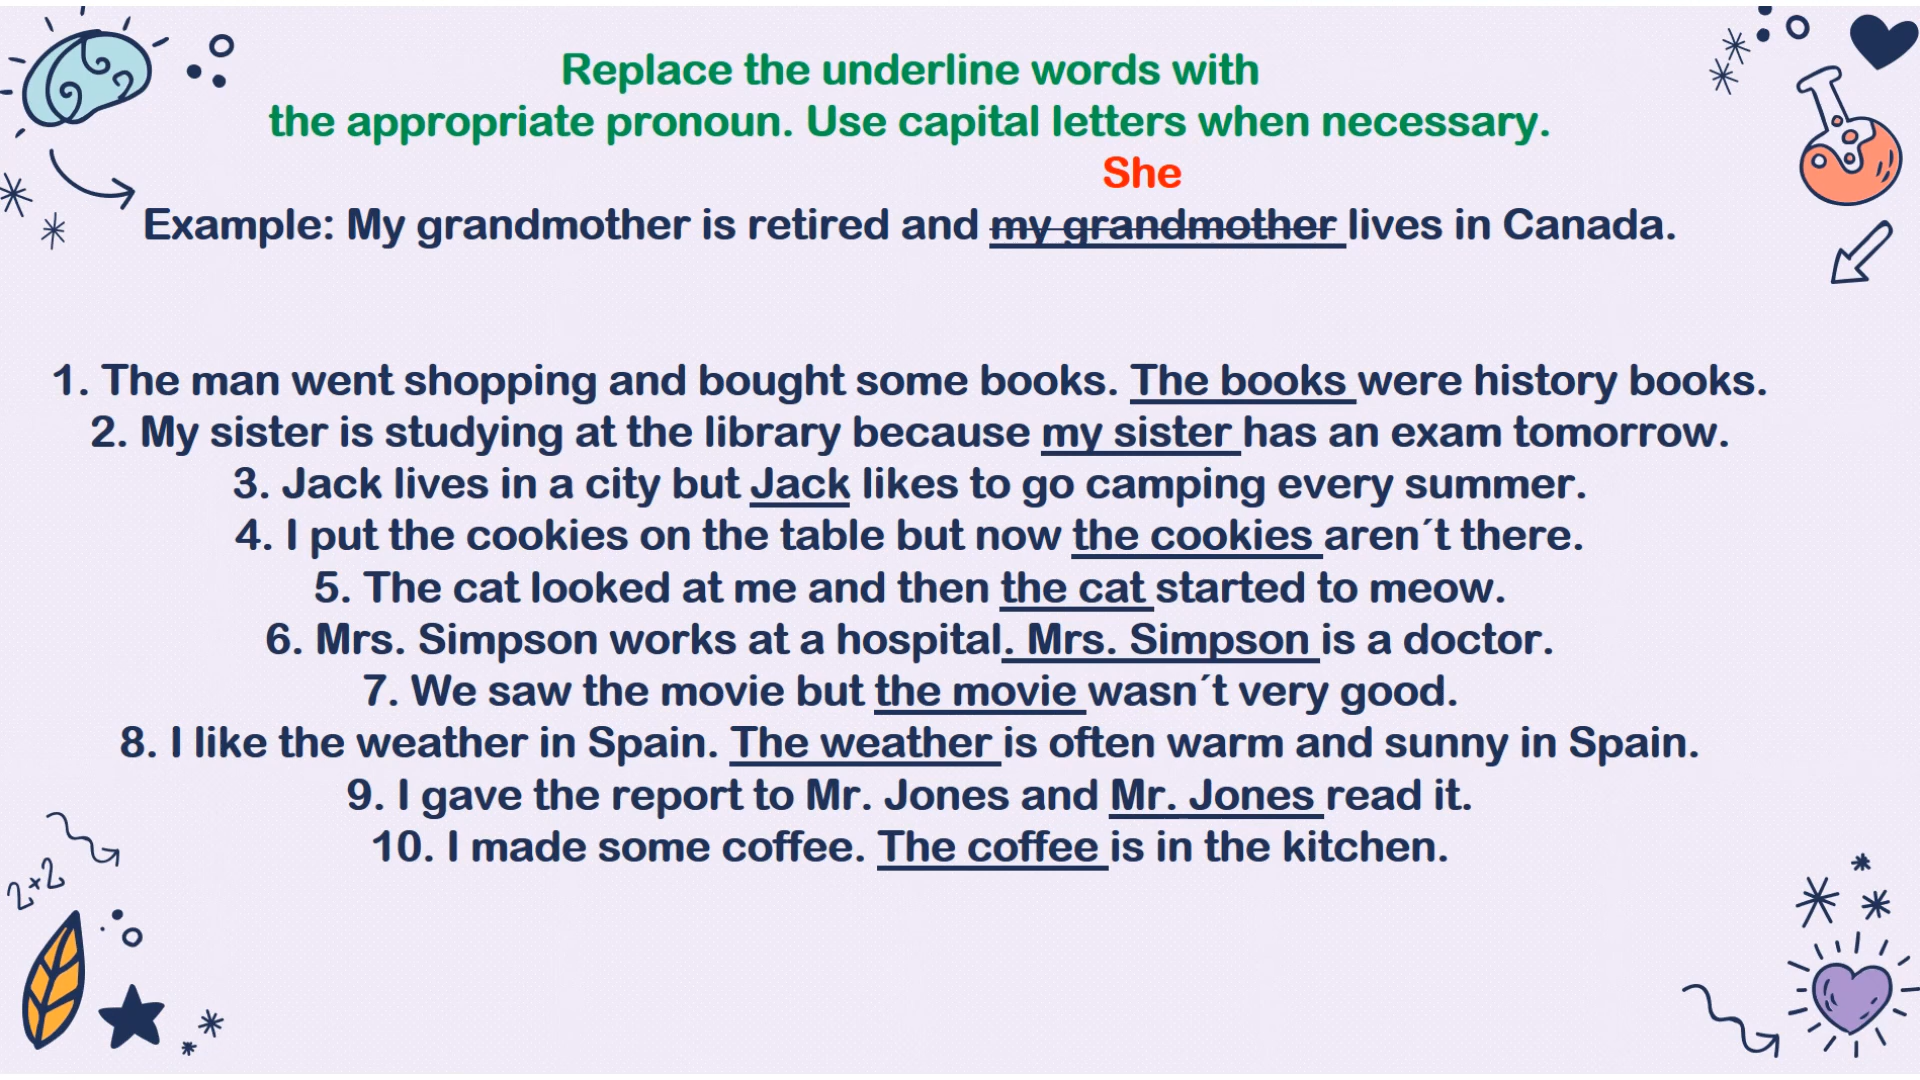 Replace the underline words with
the appropriate pronoun. Use capital letters when necessary.
She
Example: My grandmother is retired and my grandmother lives in Canada.
1. The man went shopping and bought some books. The books were history books.
2. My sister is studying at the library because my sister has an exam tomorrow.
3. Jack lives in a city but Jack likes to go camping every summer.
4. I put the cookies on the table but now the cookies aren´t there.
5. The cat looked at me and then the cat started to meow.
6. Mrs. Simpson works at a hospital. Mrs. Simpson is a doctor.
7. We saw the movie but the movie wasn´t very good.
8. I like the weather in Spain. The weather is often warm and sunny in Spain.
9. I gave the report to Mr. Jones and Mr. Jones read it.
10. I made some coffee. The coffee is in the kitchen.
2×2